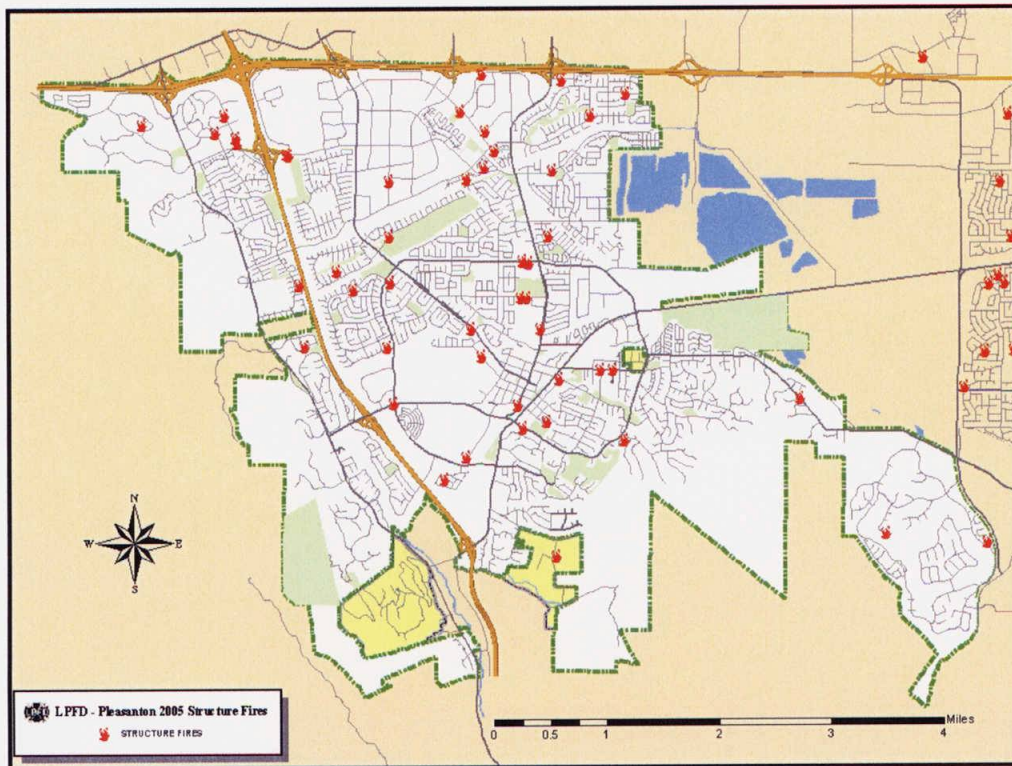 N
W E
S
LPFD - Pleasanton 2005 Structure Fires
STRUCTURE FIRES
Miles
0 0.5 1 2 3 4